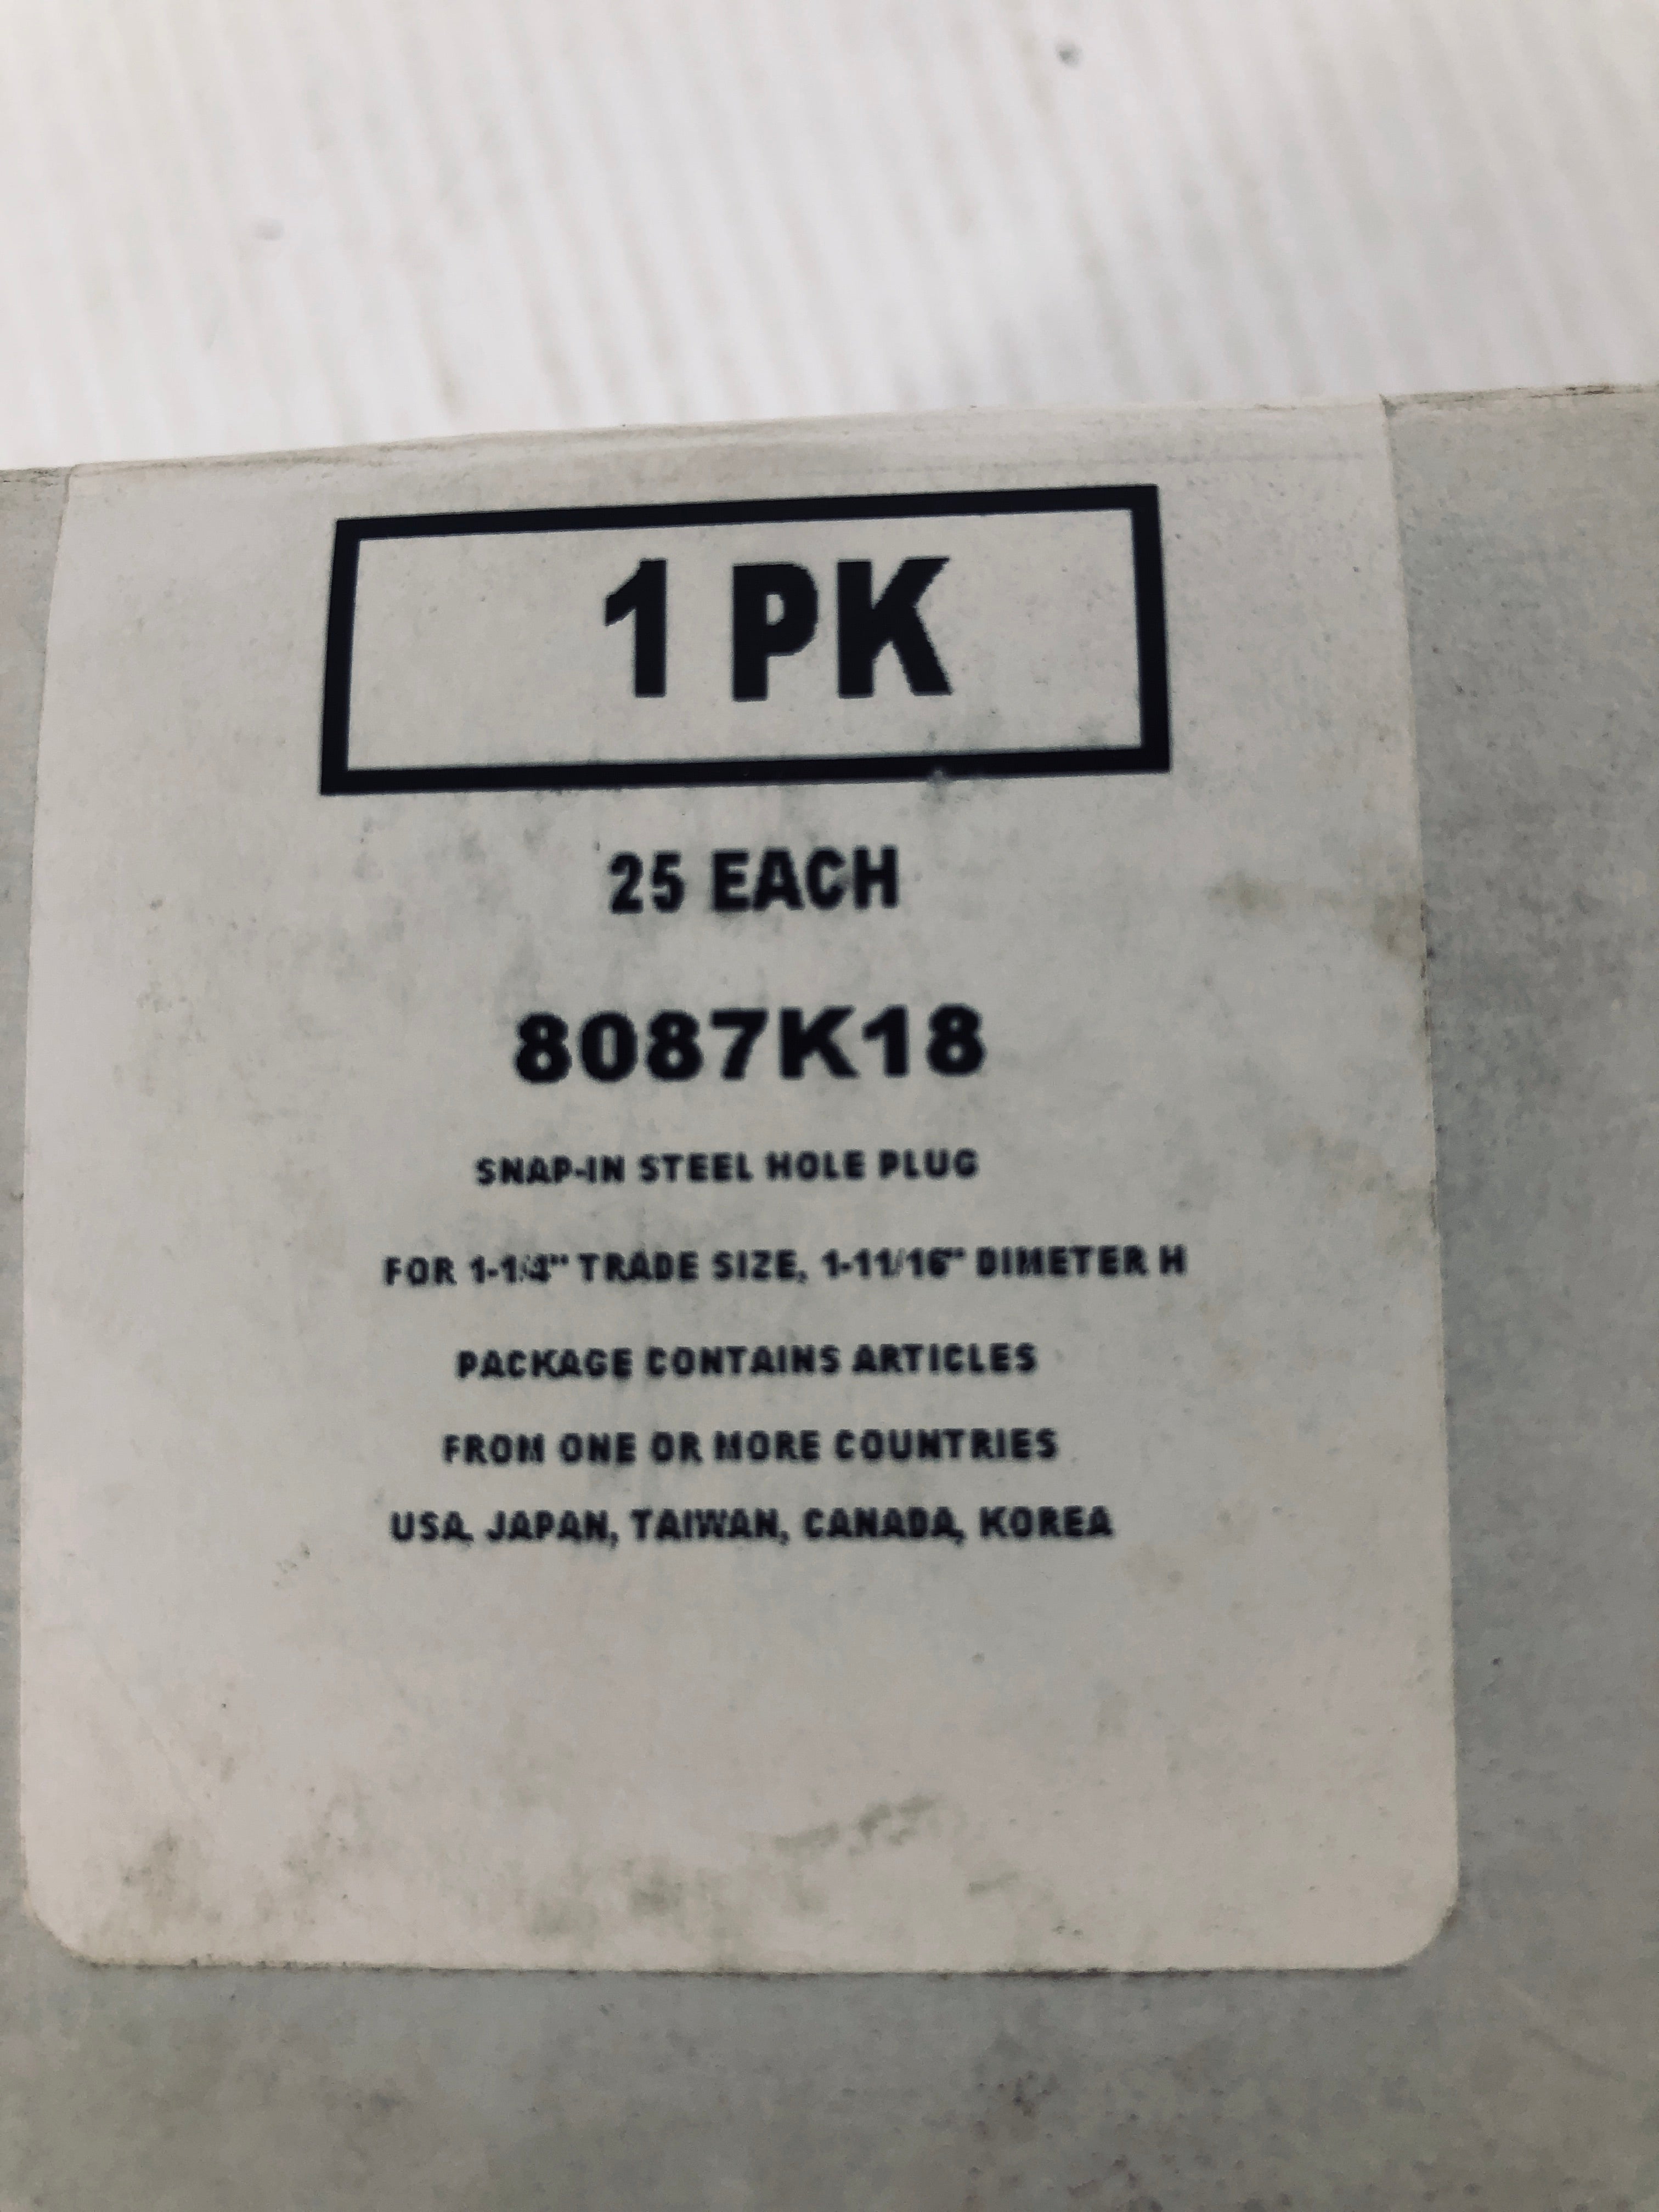 1 PK
25 EACH
8087K18
SNAP-IN STEEL HOLE PLUG
FOR 1-1/4" TRADE SIZE, 1-11/16" DIMETER H
PACKAGE CONTAINS ARTICLES
FROM ONE OR MORE COUNTRIES
USA, JAPAN, TAIWAN, CANADA, KOREA